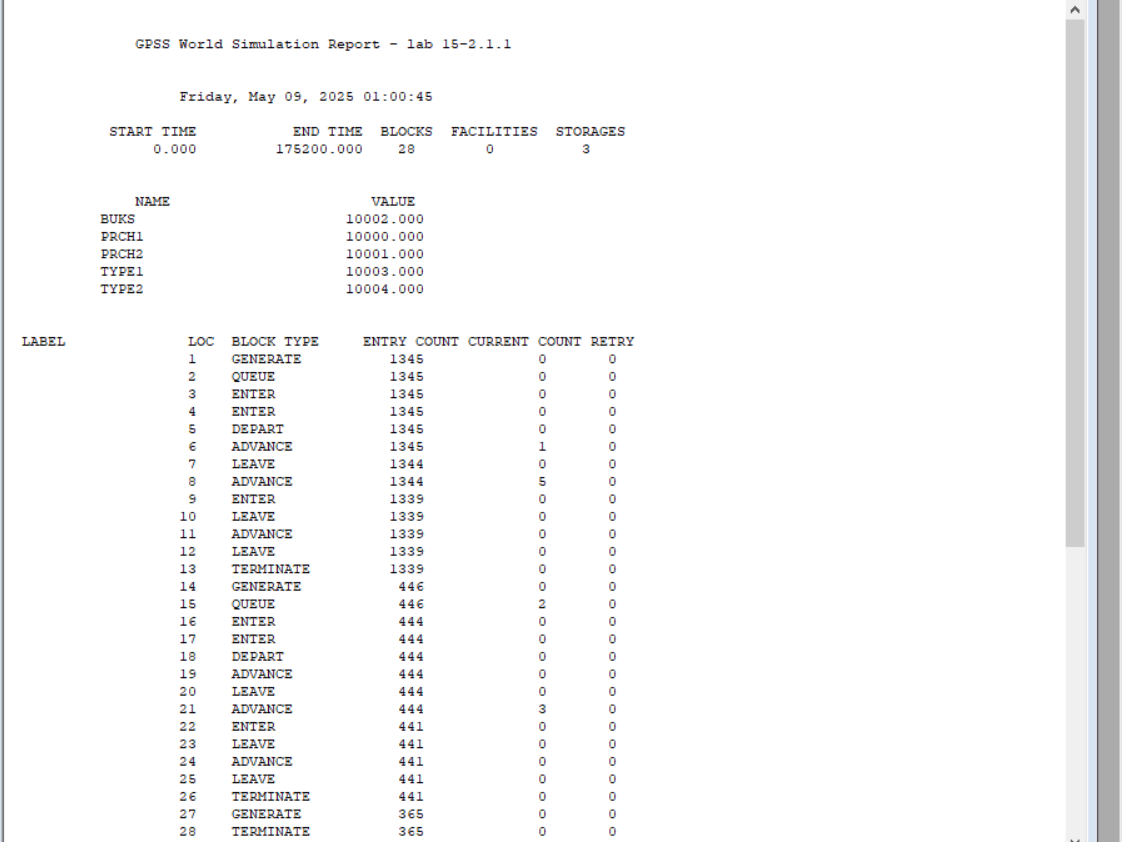 GPSS World Simulation Report - lab 15-2.1.1
Friday, May 09, 2025 01:00:45
START TIME END TIME BLOCKS FACILITIES STORAGES
0.000 175200.000 28 0 3
NAME VALUE
BUKS 10002.000
PRCH1 10000.000
PRCH2 10001.000
TYPE1 10003.000
TYPE2 10004.000
LABEL LOC BLOCK TYPE ENTRY COUNT CURRENT COUNT RETRY
1 GENERATE 1345 0 0
2 QUEUE 1345 0 0
3 ENTER 1345 0 0
4 ENTER 1345 0 0
5 DEPART 1345 0 0
6 ADVANCE 1345 1 0
7 LEAVE 1344 0 0
8 ADVANCE 1344 5 0
9 ENTER 1339 0 0
10 LEAVE 1339 0 0
11 ADVANCE 1339 0 0
12 LEAVE 1339 0 0
13 TERMINATE 1339 0 0
14 GENERATE 446 0 0
15 QUEUE 446 2 0
16 ENTER 444 0 0
17 ENTER 444 0 0
18 DEPART 444 0 0
19 ADVANCE 444 0 0
20 LEAVE 444 0 0
21 ADVANCE 444 3 0
22 ENTER 441 0 0
23 LEAVE 441 0 0
24 ADVANCE 441 0 0
25 LEAVE 441 0 0
26 TERMINATE 441 0 0
27 GENERATE 365 0 0
28 TERMINATE 365 0 0